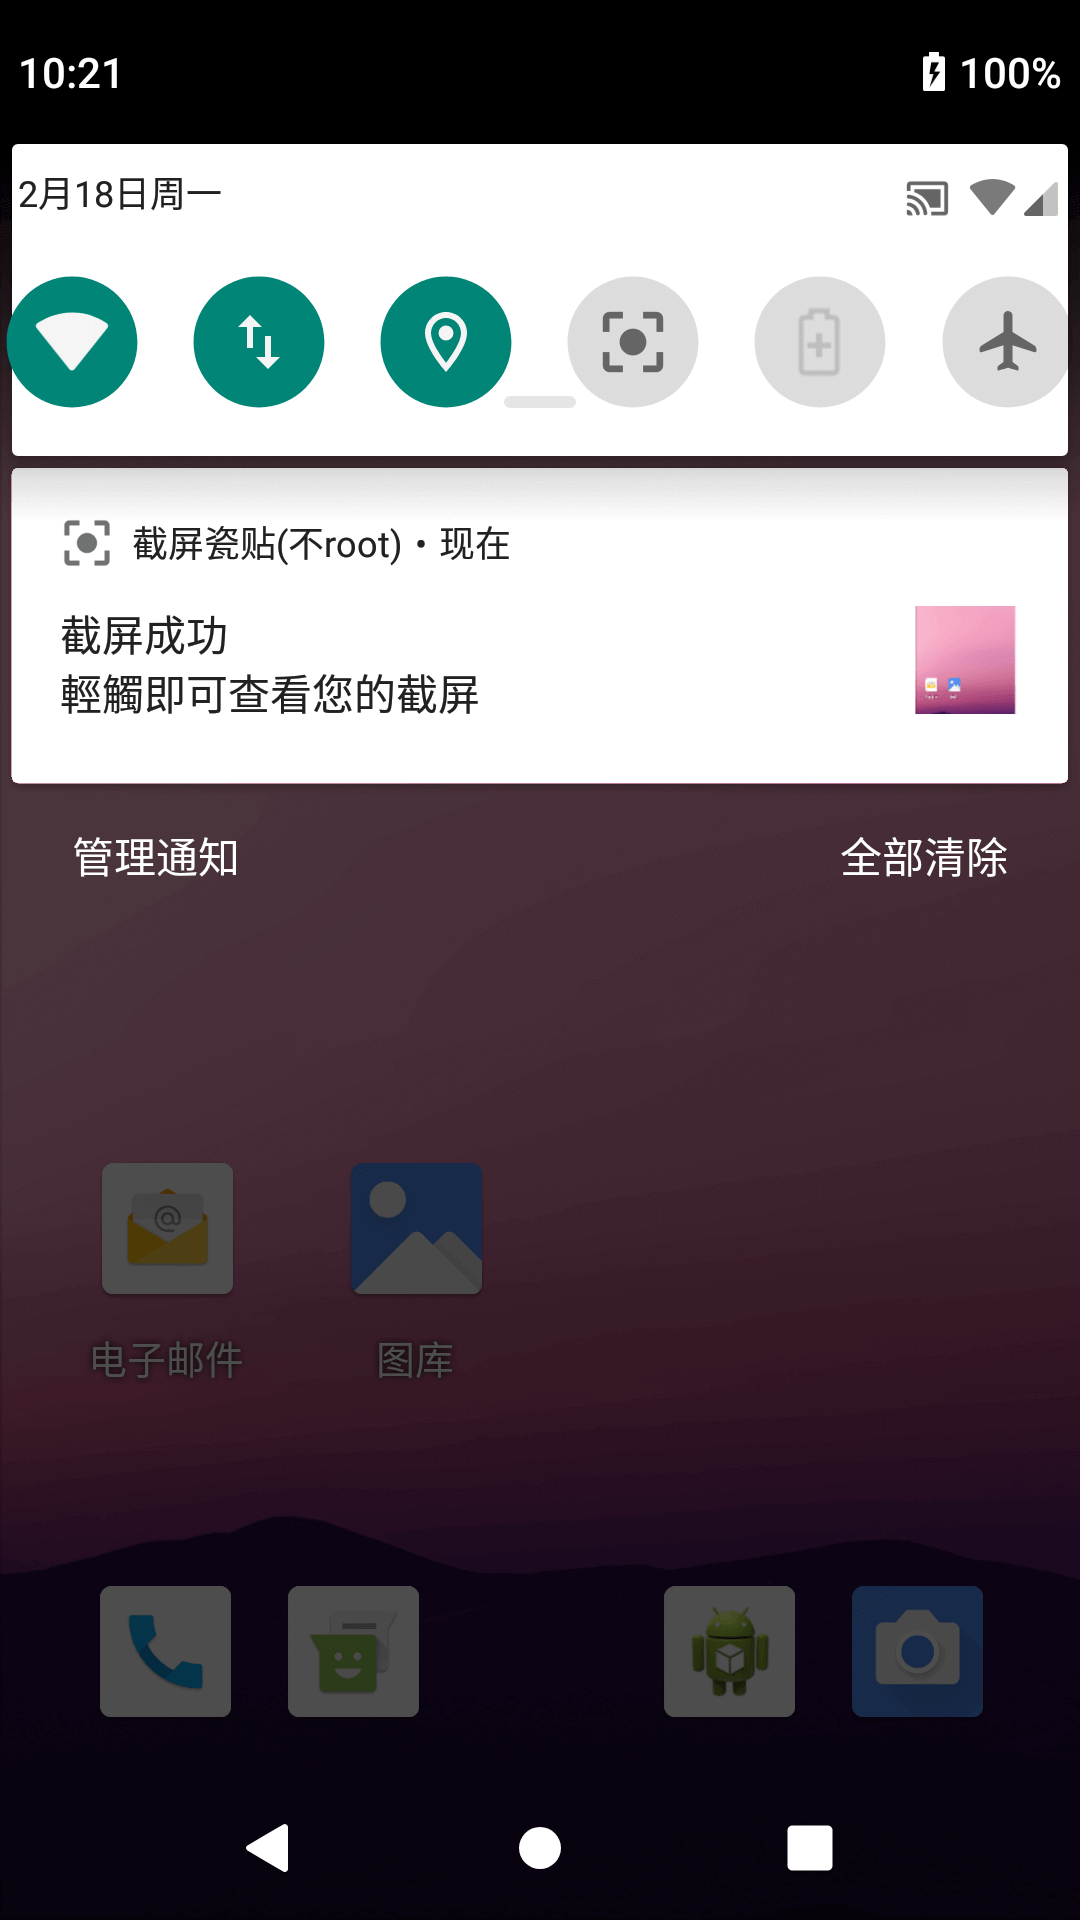 10:21
100%
2月18日周一
截屏瓷贴(不root) • 现在
截屏成功
輕觸即可查看您的截屏
管理通知
全部清除
电子邮件
图库